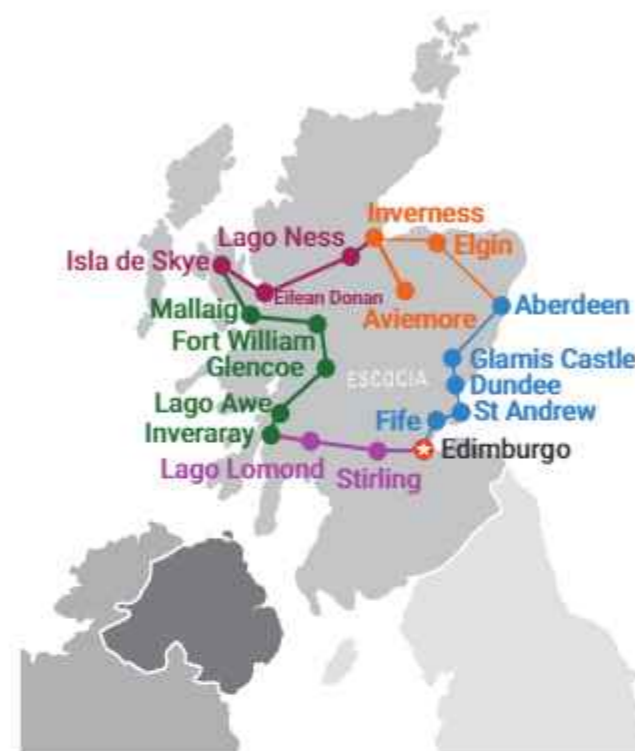 Inverness
Lago Ness
Elgin
Isla de Skye
Eilean Donan
Mallaig
Aviemore
Aberdeen
Fort William
Glamis Castle
Glencoe
ESCOCIA
Dundee
Lago Awe
St Andrew
Fife
Inveraray
Edimburgo
Lago Lomond
Stirling